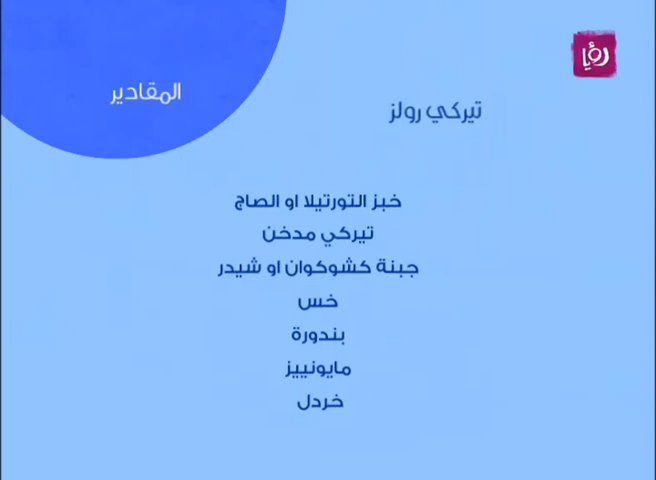 رؤيا
المقادير
تيركي رولز
خبز التورتيلا او الصاج
تيركي مدخن
جبنة كشوكوان او شيدر
خس
بندورة
مايونييز
خردل